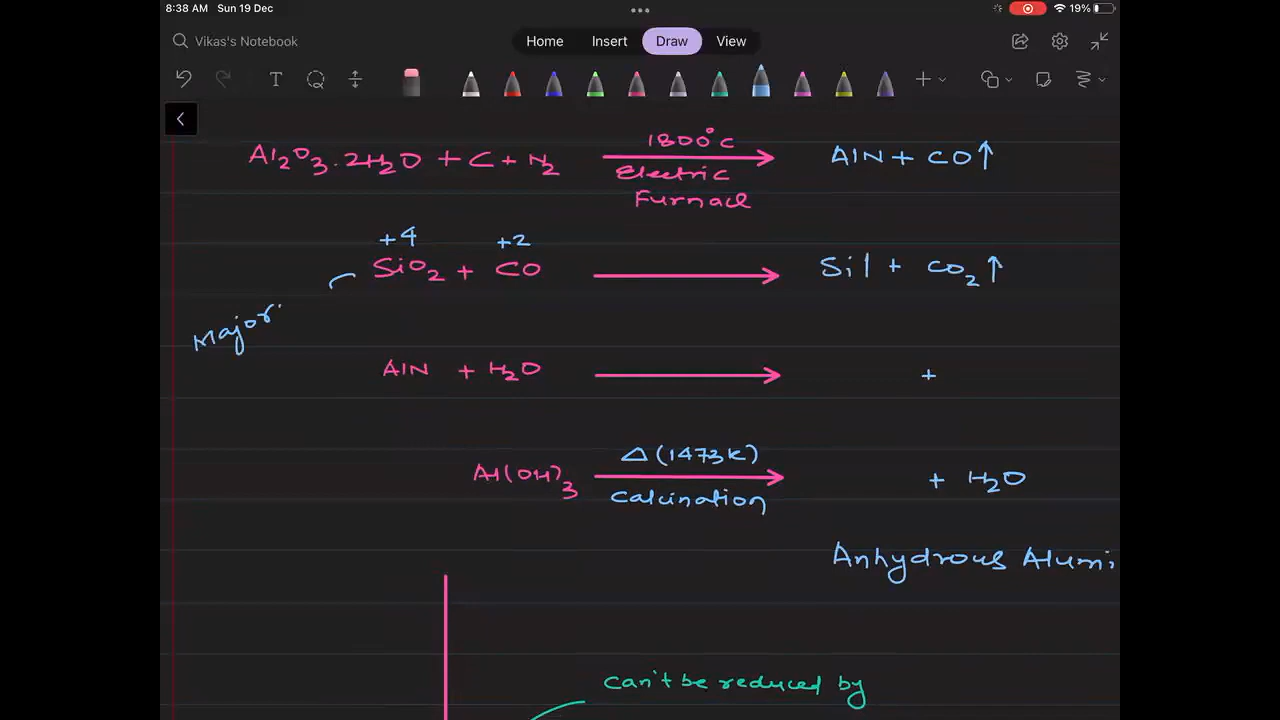 8:38 AM Sun 19 Dec
19%
Vikas's Notebook
Home Insert Draw View
Al₂O₃.2H₂O + C + N₂ 1800°C AlN + CO↑
Electric
Furnace
+4 +2
SiO₂ + CO Si↑ + CO₂↑
Major
AlN + H₂O +
Al(OH)₃ Δ(1473K) + H₂O
Calcination
Anhydrous Alumi
can't be reduced by